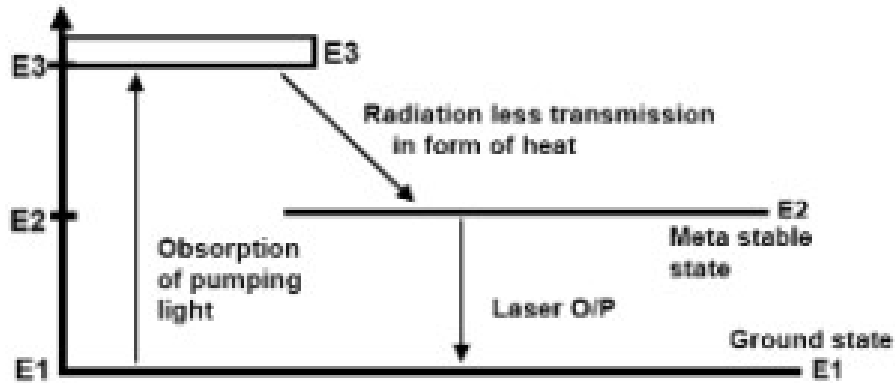 E3
E3
Radiation less transmission
in form of heat
E2
E2
Meta stable
state
Obsorption
of pumping
light
Laser O/P
Ground state
E1
E1